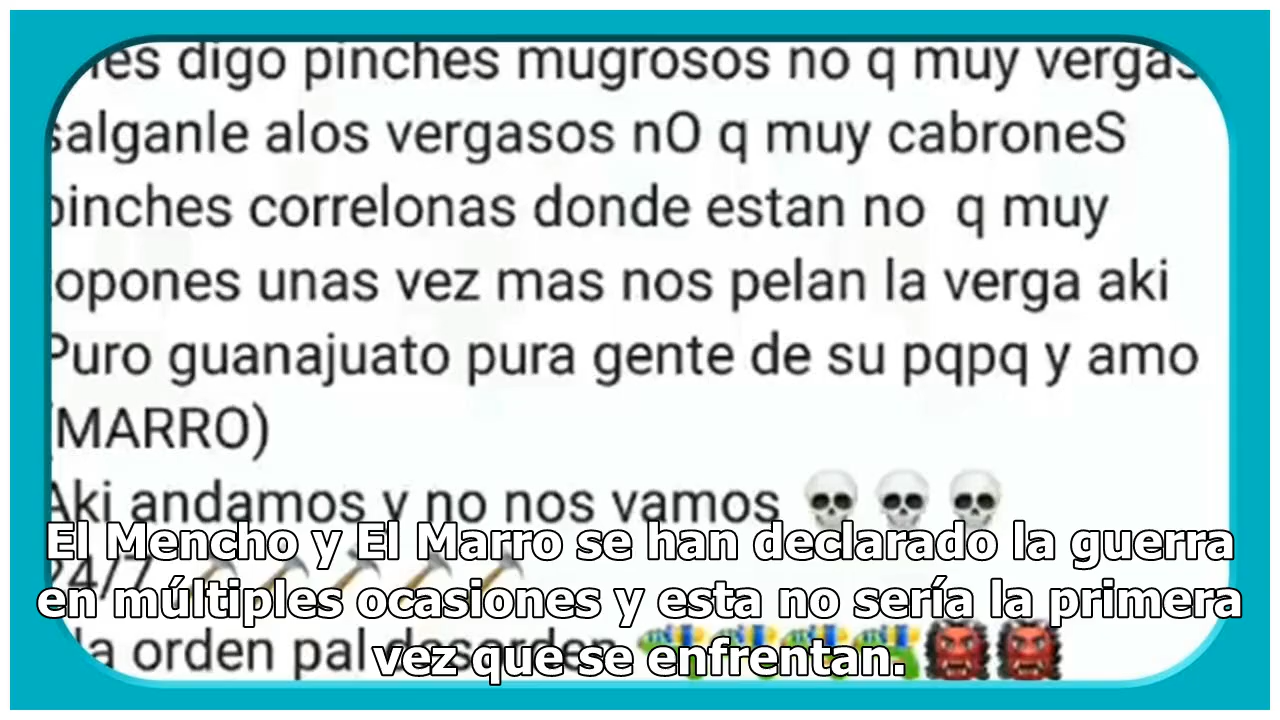 les digo pinches mugrosos no q muy vergas
salganle alos vergasos nO q muy cabroneS
pinches correlonas donde estan no q muy
topones unas vez mas nos pelan la verga aki
Puro guanajuato pura gente de su pqpq y amo
(MARRO)
Aki andamos y no nos vamos 💀💀💀
24/7
a orden pal desorden
El Mencho y El Marro se han declarado la guerra
en múltiples ocasiones y esta no sería la primera
vez que se enfrentan.